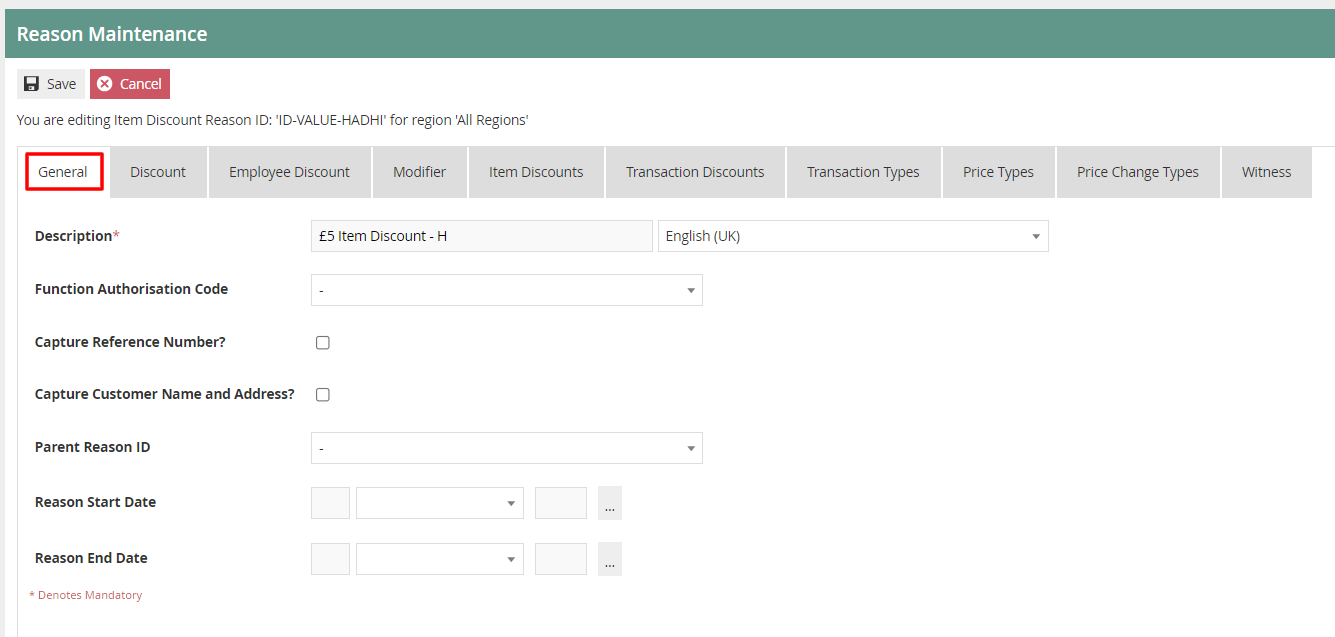 Reason Maintenance
Save Cancel
You are editing Item Discount Reason ID: 'ID-VALUE-HADHI' for region 'All Regions'
General Discount Employee Discount Modifier Item Discounts Transaction Discounts Transaction Types Price Types Price Change Types Witness
Description* £5 Item Discount - H English (UK)
Function Authorisation Code -
Capture Reference Number?
Capture Customer Name and Address?
Parent Reason ID -
Reason Start Date ...
Reason End Date ...
* Denotes Mandatory